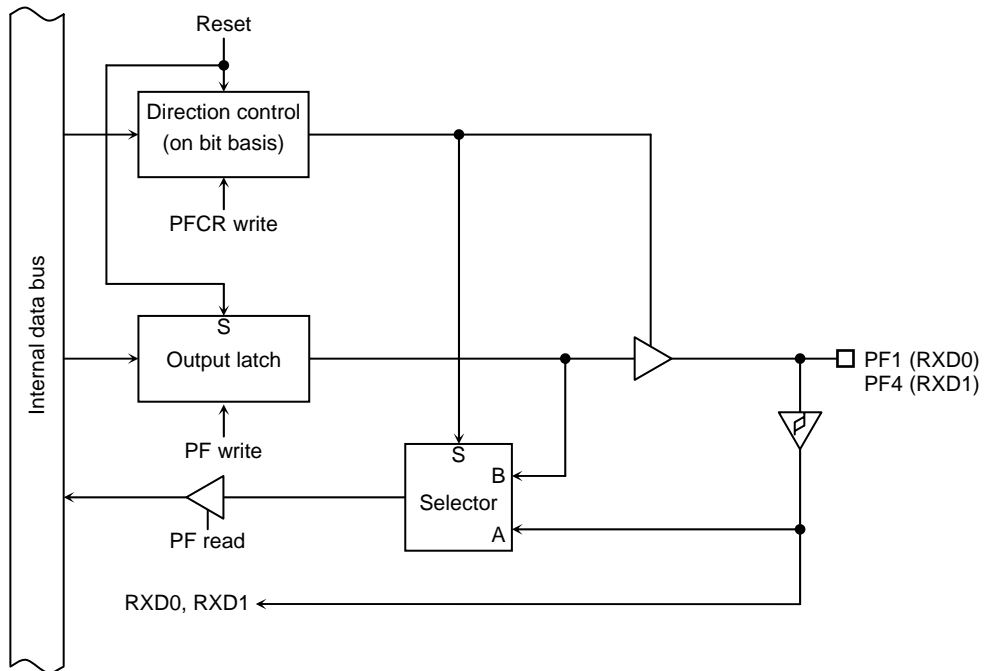 Reset
Direction control
(on bit basis)
PFCR write
Internal data bus
S
Output latch
PF1 (RXD0)
PF4 (RXD1)
PF write
S
B
Selector
A
PF read
RXD0, RXD1